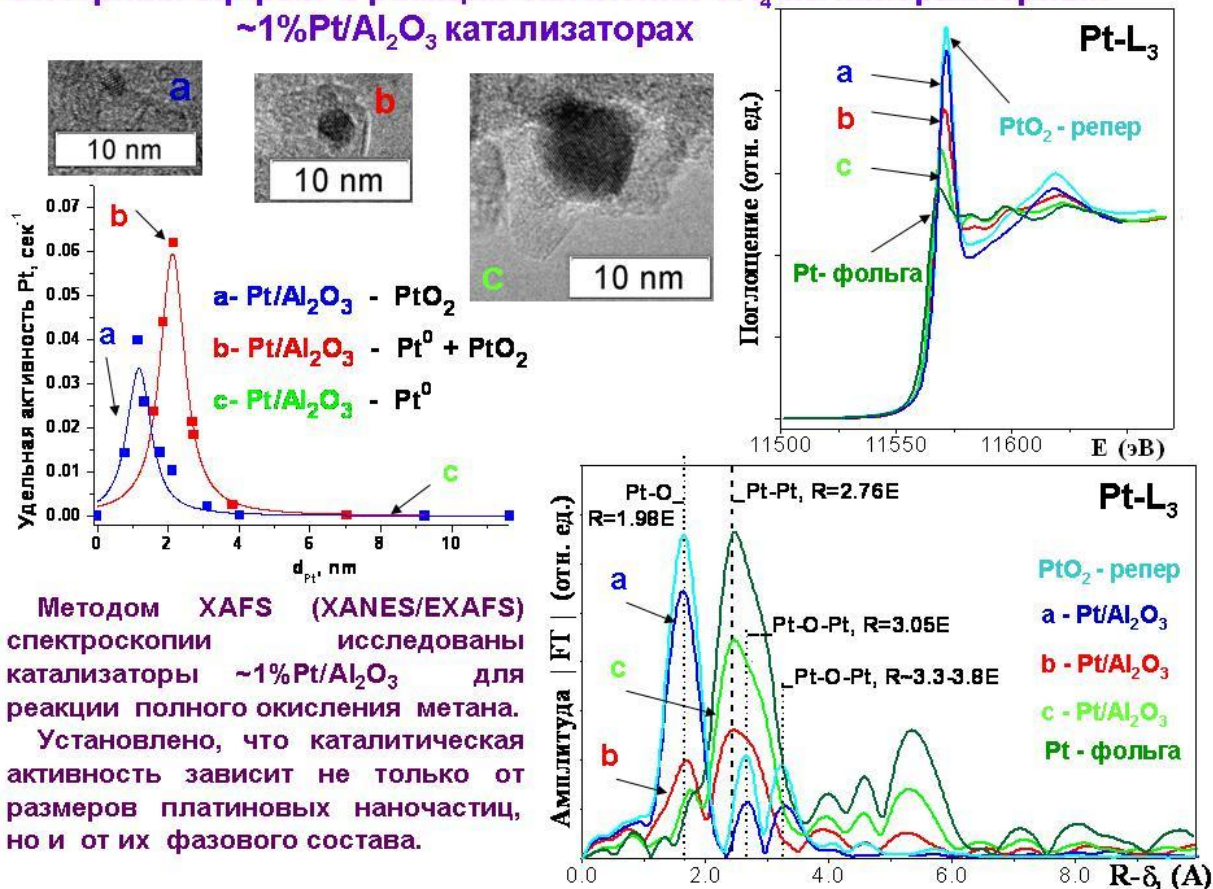 ~1%Pt/Al2O3 катализаторах
a
10 nm
b
10 nm
c
10 nm
Удельная активность Pt, сек-1
0.07
0.06
0.05
0.04
0.03
0.02
0.01
0.00
b
a
c
a- Pt/Al2O3 - PtO2
b- Pt/Al2O3 - Pt0 + PtO2
c- Pt/Al2O3 - Pt0
0 2 4 6 8 10
dPt, nm
Методом XAFS (XANES/EXAFS)
спектроскопии исследованы
катализаторы ~1%Pt/Al2O3 для
реакции полного окисления метана.
Установлено, что каталитическая
активность зависит не только от
размеров платиновых наночастиц,
но и от их фазового состава.
Поглощение (отн. ед.)
Pt-L3
a
b
c
PtO2 - репер
Pt- фольга
11500 11550 11600 E (эВ)
Амплитуда | FT | (отн. ед.)
Pt-O
R=1.98E
Pt-Pt, R=2.76E
Pt-L3
Pt-O-Pt, R=3.05E
Pt-O-Pt, R~3.3-3.8E
a
c
b
PtO2 - репер
a - Pt/Al2O3
b - Pt/Al2O3
c - Pt/Al2O3
Pt - фольга
0.0 2.0 4.0 6.0 8.0 R-δ, (A)